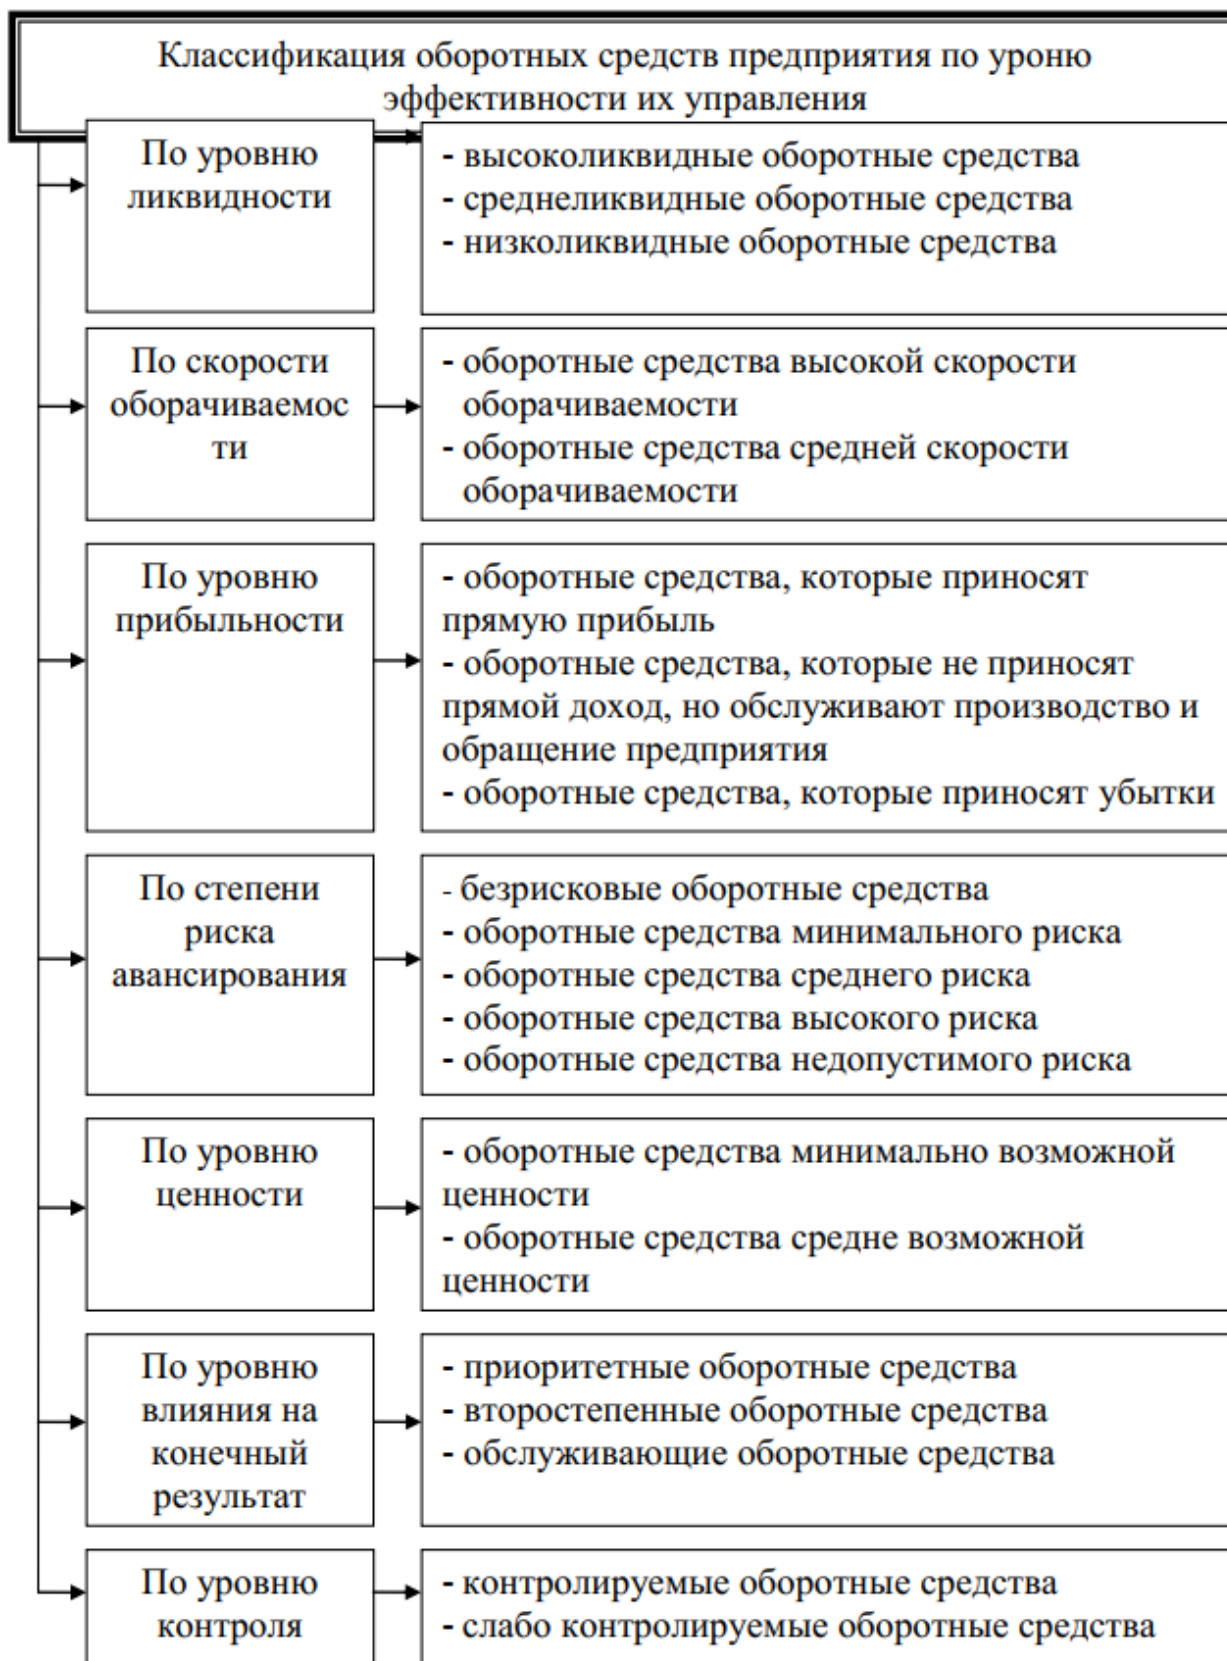 Классификация оборотных средств предприятия по уроню
эффективности их управления
По уровню
ликвидности
- высоколиквидные оборотные средства
- среднеликвидные оборотные средства
- низколиквидные оборотные средства
По скорости
оборачиваемос
ти
- оборотные средства высокой скорости
оборачиваемости
- оборотные средства средней скорости
оборачиваемости
По уровню
прибыльности
- оборотные средства, которые приносят
прямую прибыль
- оборотные средства, которые не приносят
прямой доход, но обслуживают производство и
обращение предприятия
- оборотные средства, которые приносят убытки
По степени
риска
авансирования
- безрисковые оборотные средства
- оборотные средства минимального риска
- оборотные средства среднего риска
- оборотные средства высокого риска
- оборотные средства недопустимого риска
По уровню
ценности
- оборотные средства минимально возможной
ценности
- оборотные средства средне возможной
ценности
По уровню
влияния на
конечный
результат
- приоритетные оборотные средства
- второстепенные оборотные средства
- обслуживающие оборотные средства
По уровню
контроля
- контролируемые оборотные средства
- слабо контролируемые оборотные средства